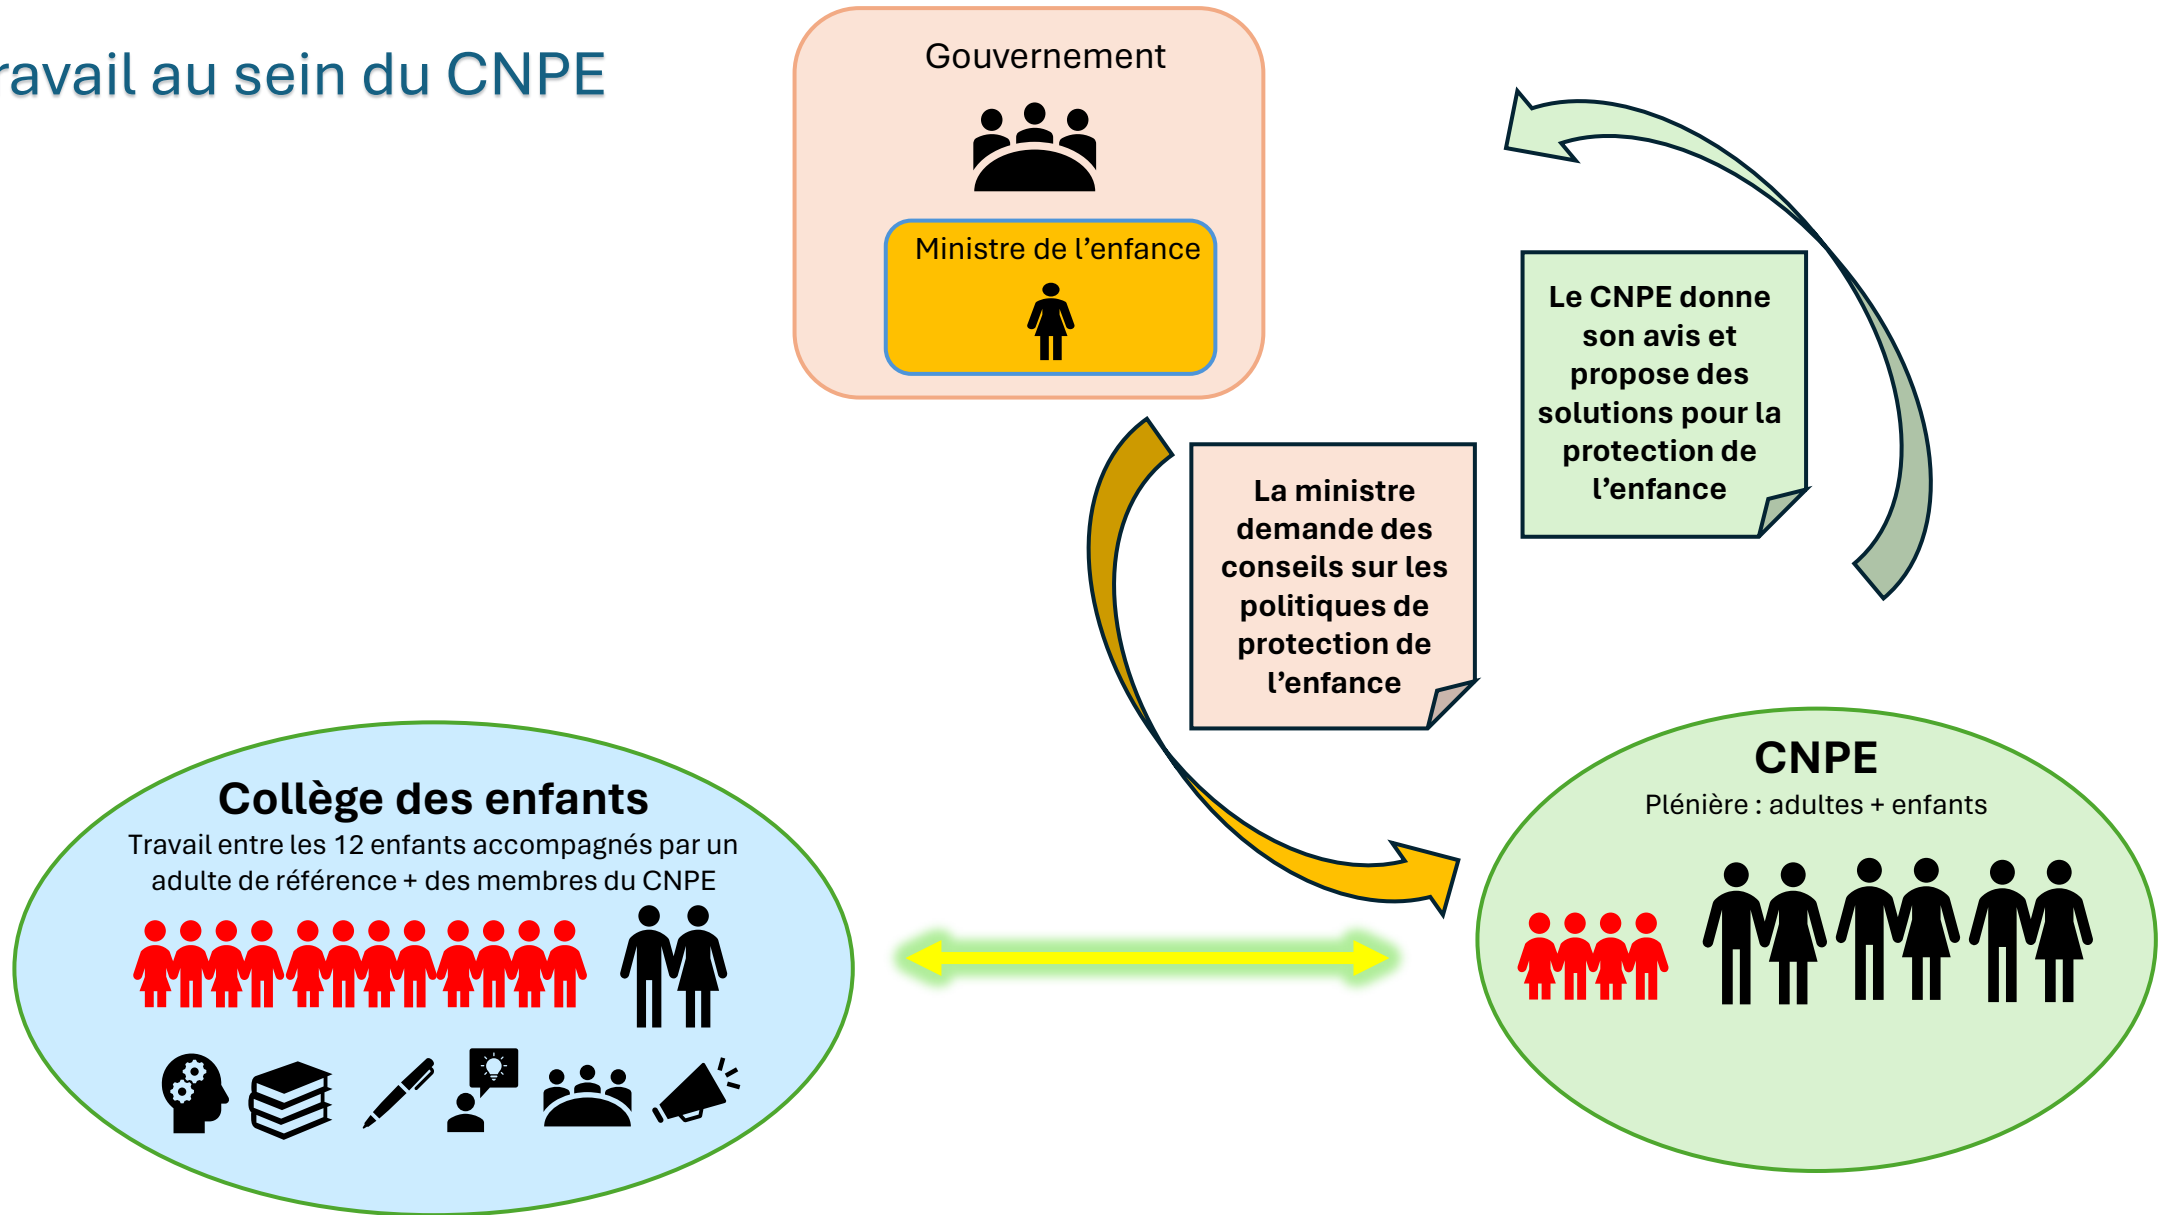 ravail au sein du CNPE
Gouvernement
Ministre de l’enfance
Le CNPE donne
son avis et
propose des
solutions pour la
protection de
l’enfance
La ministre
demande des
conseils sur les
politiques de
protection de
l’enfance
Collège des enfants
Travail entre les 12 enfants accompagnés par un
adulte de référence + des membres du CNPE
CNPE
Plénière : adultes + enfants